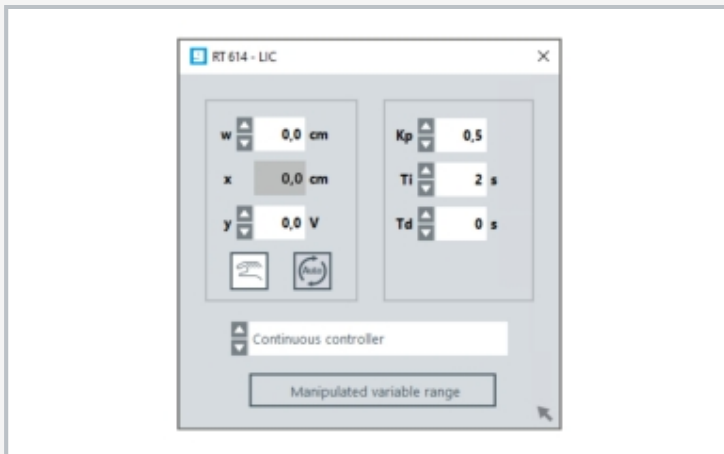 RT 614 - LIC
w 0,0 cm
x 0,0 cm
y 0,0 V
Auto
Kp 0,5
Ti 2 s
Td 0 s
Continuous controller
Manipulated variable range